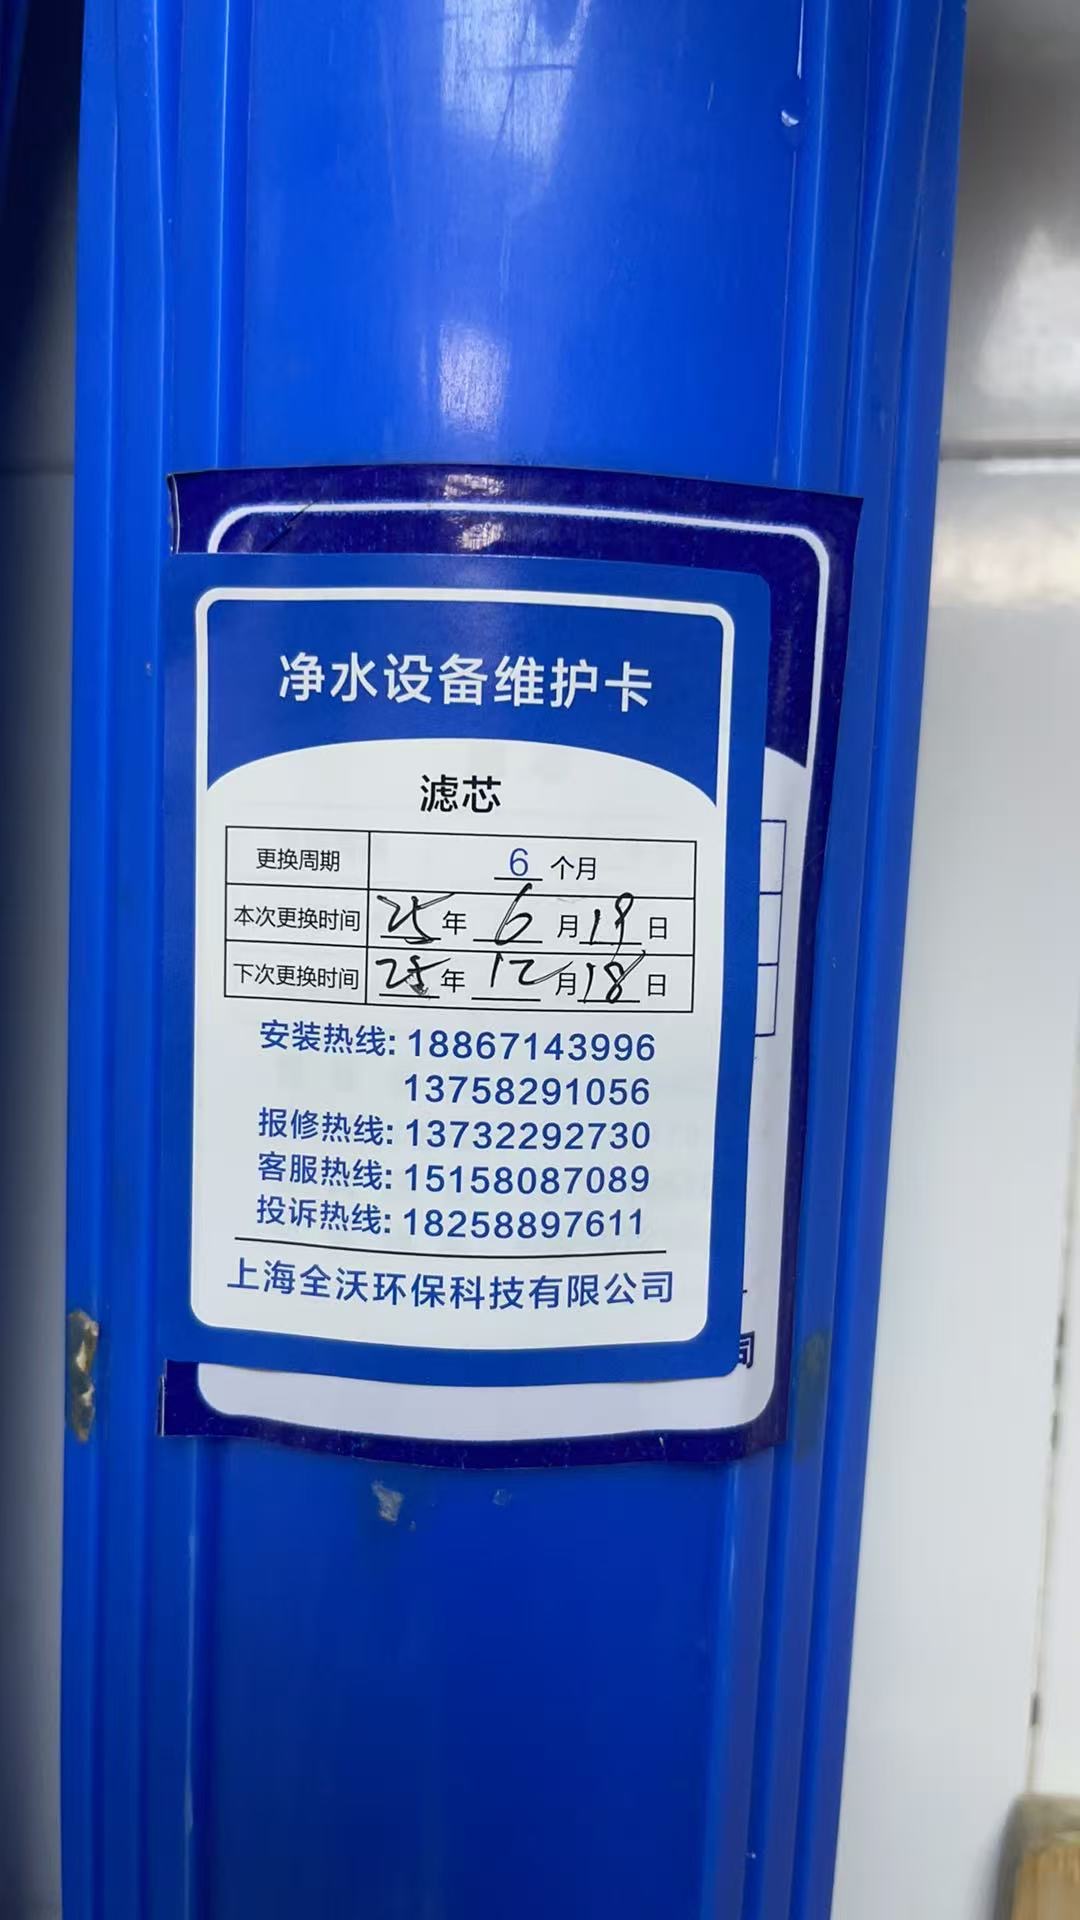 净水设备维护卡
滤芯
更换周期 6 个月
本次更换时间 25 年 6 月 19 日
下次更换时间 25 年 12 月 18 日
安装热线: 18867143996
13758291056
报修热线: 13732292730
客服热线: 15158087089
投诉热线: 18258897611
上海全沃环保科技有限公司
司